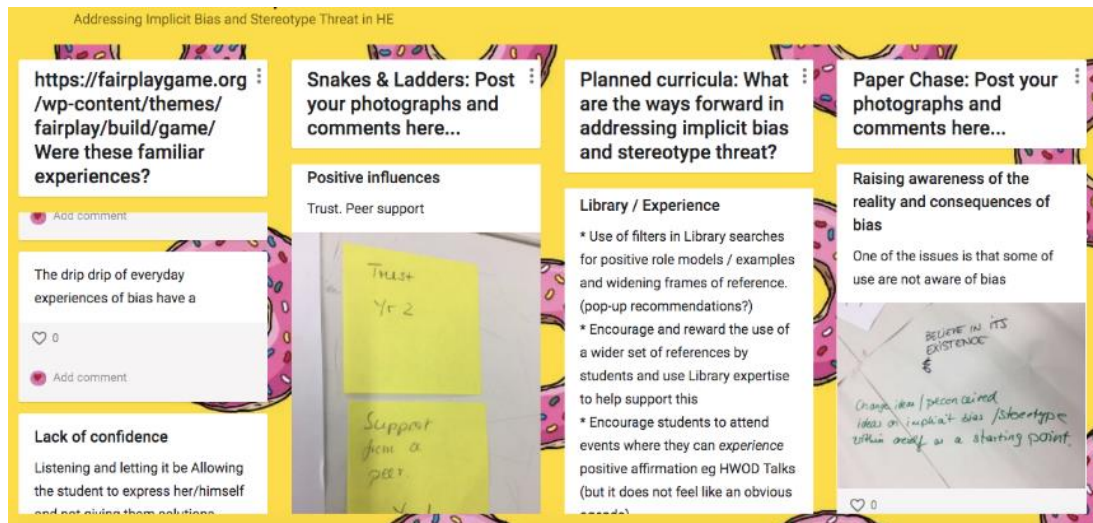 Addressing Implicit Bias and Stereotype Threat in HE
https://fairplaygame.org
/wp-content/themes/
fairplay/build/game/
Were these familiar
experiences?
Add comment
The drip drip of everyday
experiences of bias have a
0
Add comment
Lack of confidence
Listening and letting it be Allowing
the student to express her/himself
and not giving them solutions
Snakes & Ladders: Post
your photographs and
comments here...
Positive influences
Trust. Peer support
Trust
Yr 2
Support
from a
peer.
Planned curricula: What
are the ways forward in
addressing implicit bias
and stereotype threat?
Library / Experience
* Use of filters in Library searches
for positive role models / examples
and widening frames of reference.
(pop-up recommendations?)
* Encourage and reward the use of
a wider set of references by
students and use Library expertise
to help support this
* Encourage students to attend
events where they can experience
positive affirmation eg HWOD Talks
(but it does not feel like an obvious
agenda)
Paper Chase: Post your
photographs and
comments here...
Raising awareness of the
reality and consequences of
bias
One of the issues is that some of
use are not aware of bias
BELIEVE IN ITS
EXISTENCE
&
Change idea / preconceived
ideas on implicit bias / Stereotype
within as a starting point.
0